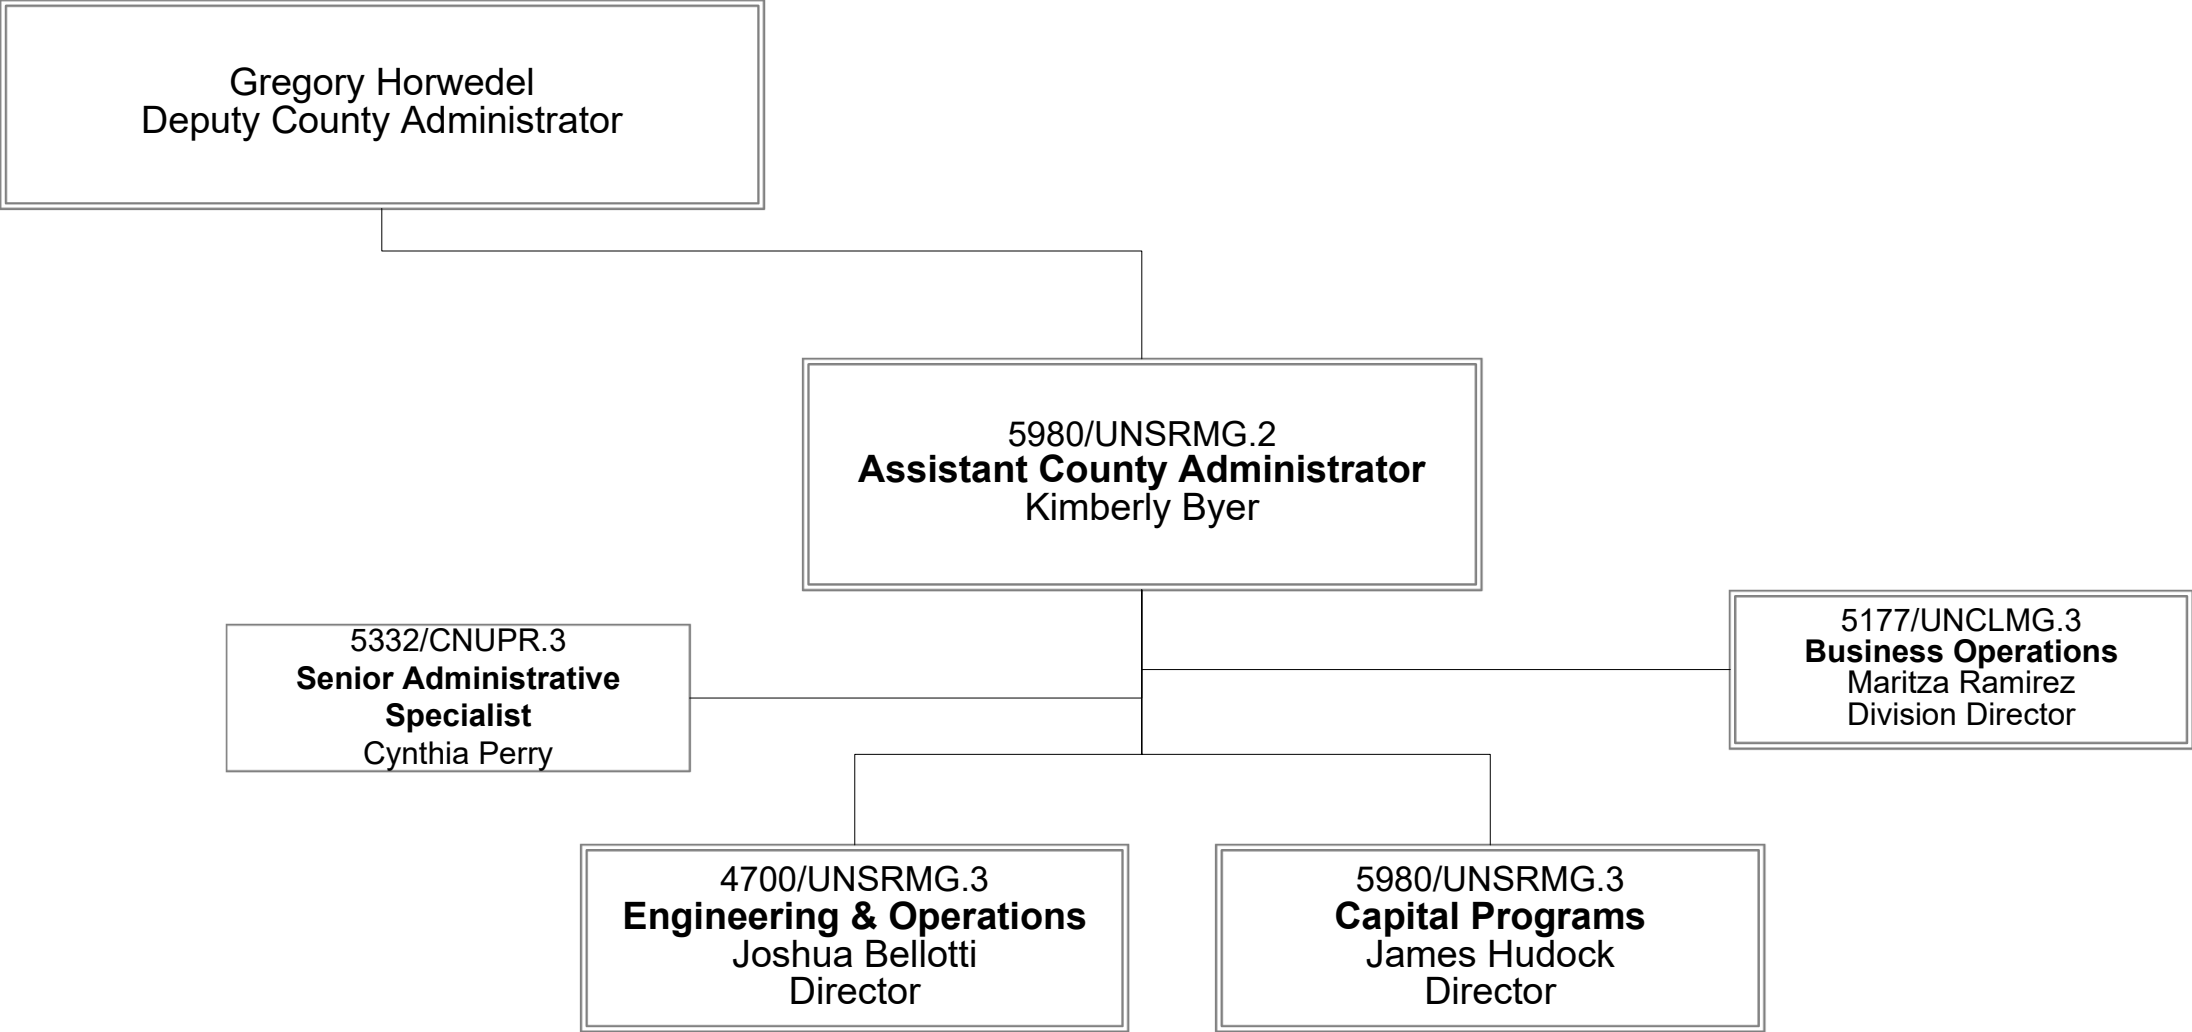 Gregory Horwedel
Deputy County Administrator
5980/UNSRMG.2
Assistant County Administrator
Kimberly Byer
5332/CNUPR.3
Senior Administrative
Specialist
Cynthia Perry
5177/UNCLMG.3
Business Operations
Maritza Ramirez
Division Director
4700/UNSRMG.3
Engineering & Operations
Joshua Bellotti
Director
5980/UNSRMG.3
Capital Programs
James Hudock
Director